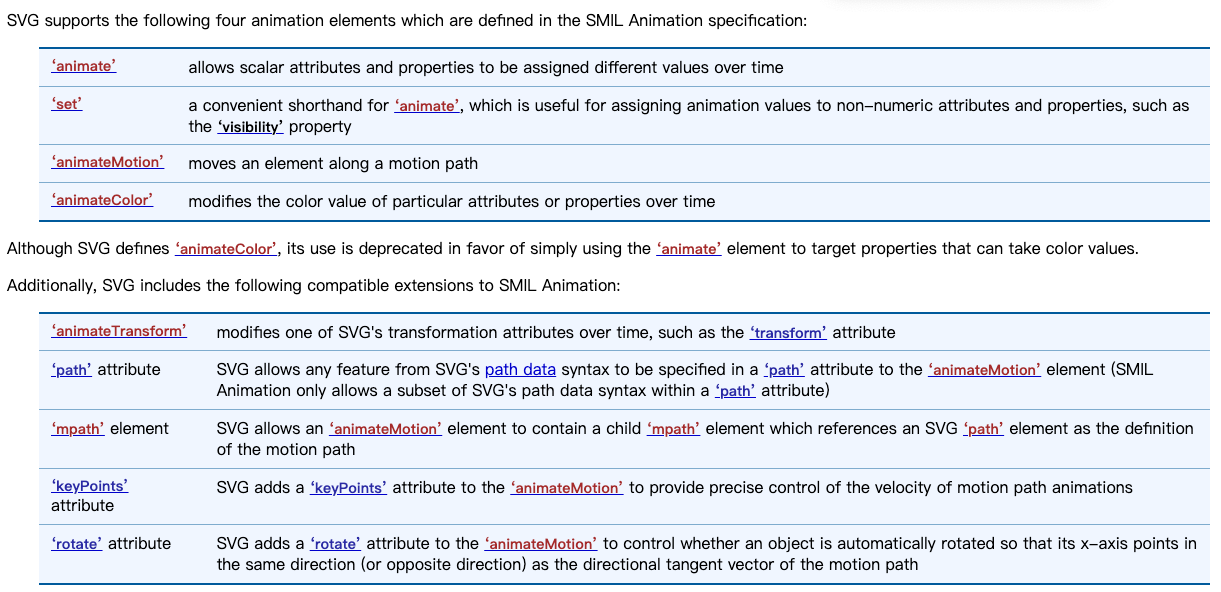 SVG supports the following four animation elements which are defined in the SMIL Animation specification:
‘animate’ allows scalar attributes and properties to be assigned different values over time
‘set’ a convenient shorthand for ‘animate’, which is useful for assigning animation values to non–numeric attributes and properties, such as
the ‘visibility’ property
‘animateMotion’ moves an element along a motion path
‘animateColor’ modifies the color value of particular attributes or properties over time
Although SVG defines ‘animateColor’, its use is deprecated in favor of simply using the ‘animate’ element to target properties that can take color values.
Additionally, SVG includes the following compatible extensions to SMIL Animation:
‘animateTransform’ modifies one of SVG's transformation attributes over time, such as the ‘transform’ attribute
‘path’ attribute SVG allows any feature from SVG's path data syntax to be specified in a ‘path’ attribute to the ‘animateMotion’ element (SMIL
Animation only allows a subset of SVG's path data syntax within a ‘path’ attribute)
‘mpath’ element SVG allows an ‘animateMotion’ element to contain a child ‘mpath’ element which references an SVG ‘path’ element as the definition
of the motion path
‘keyPoints’
attribute
SVG adds a ‘keyPoints’ attribute to the ‘animateMotion’ to provide precise control of the velocity of motion path animations
‘rotate’ attribute SVG adds a ‘rotate’ attribute to the ‘animateMotion’ to control whether an object is automatically rotated so that its x–axis points in
the same direction (or opposite direction) as the directional tangent vector of the motion path